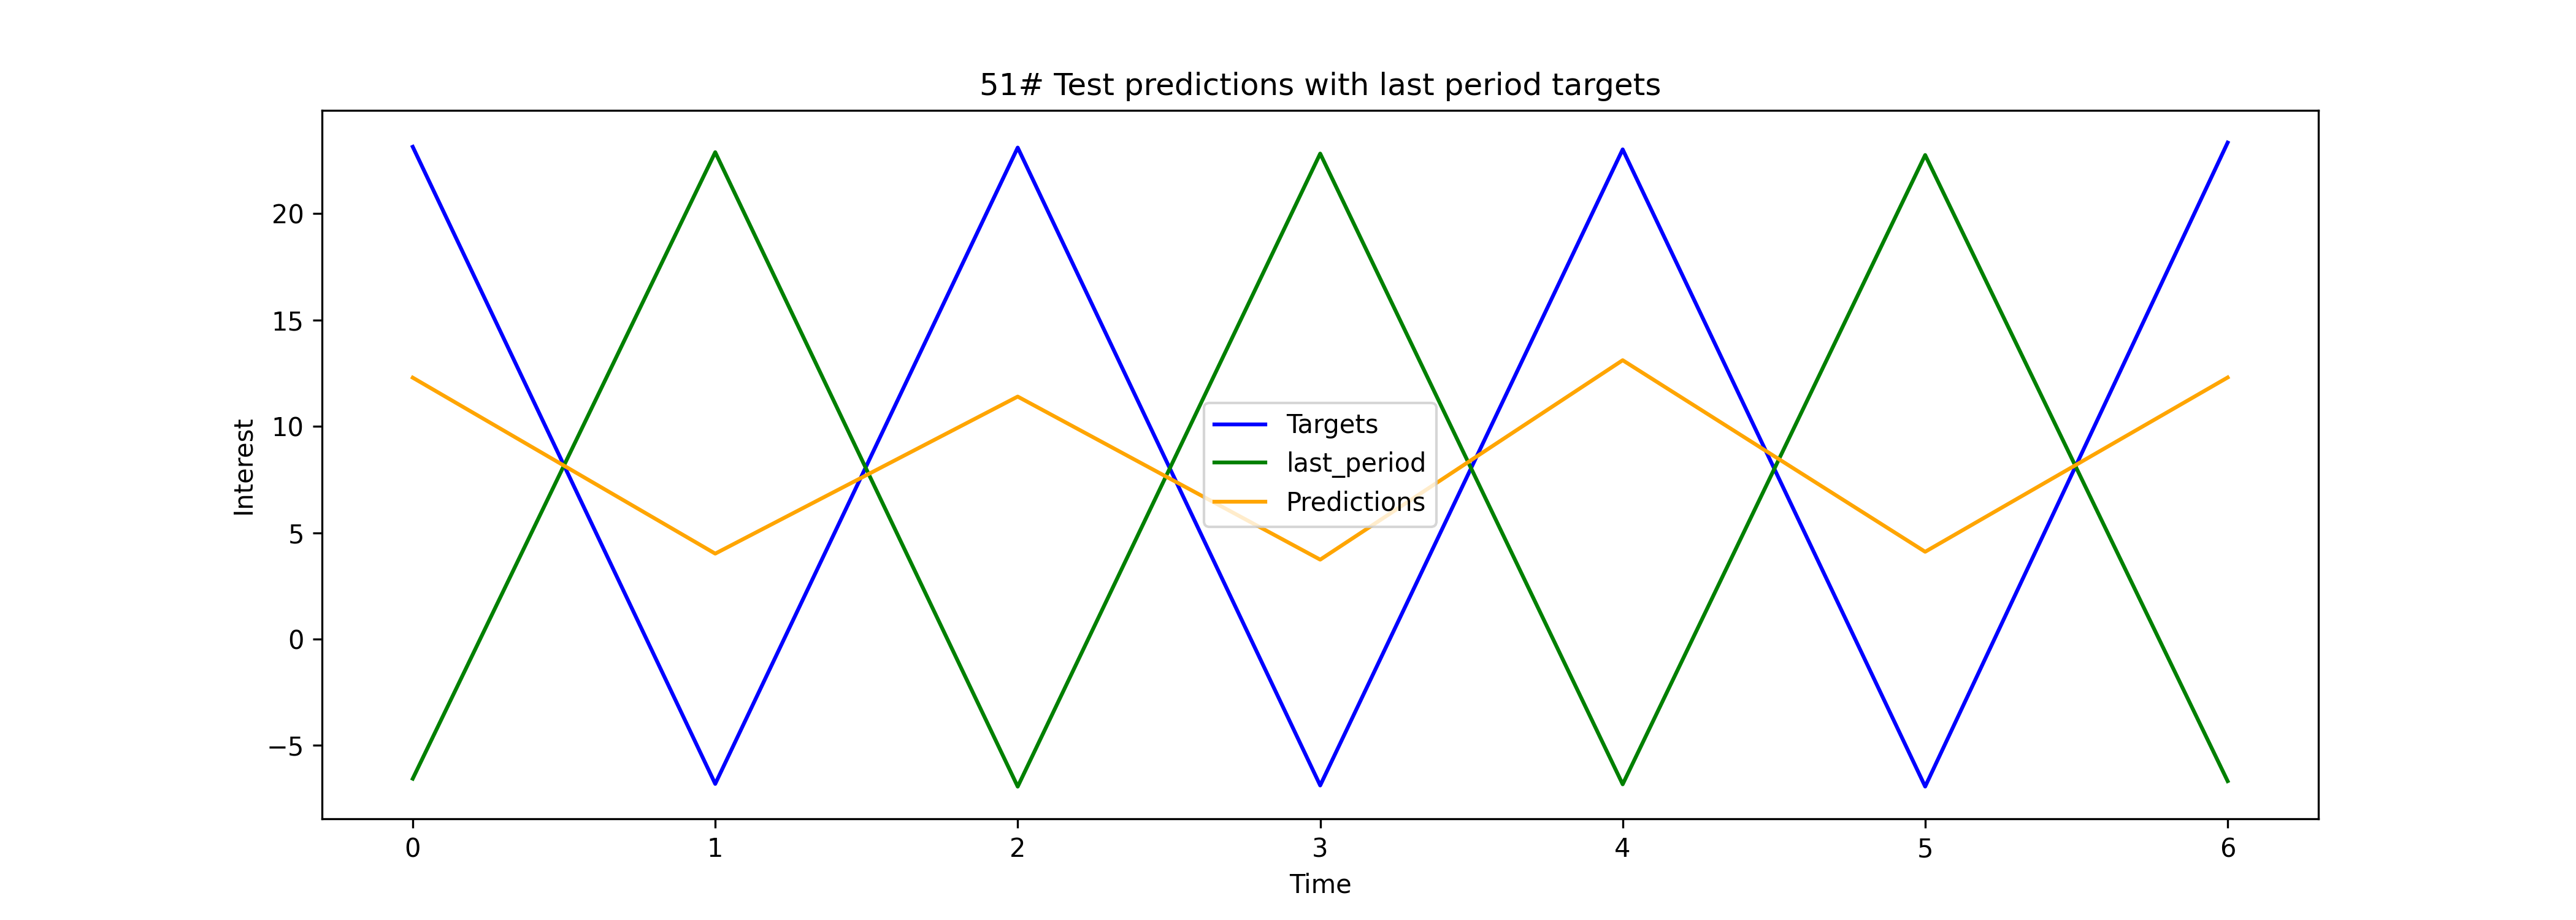 51# Test predictions with last period targets
Interest
20
15
10
5
0
−5
Targets
last_period
Predictions
0 1 2 3 4 5 6
Time